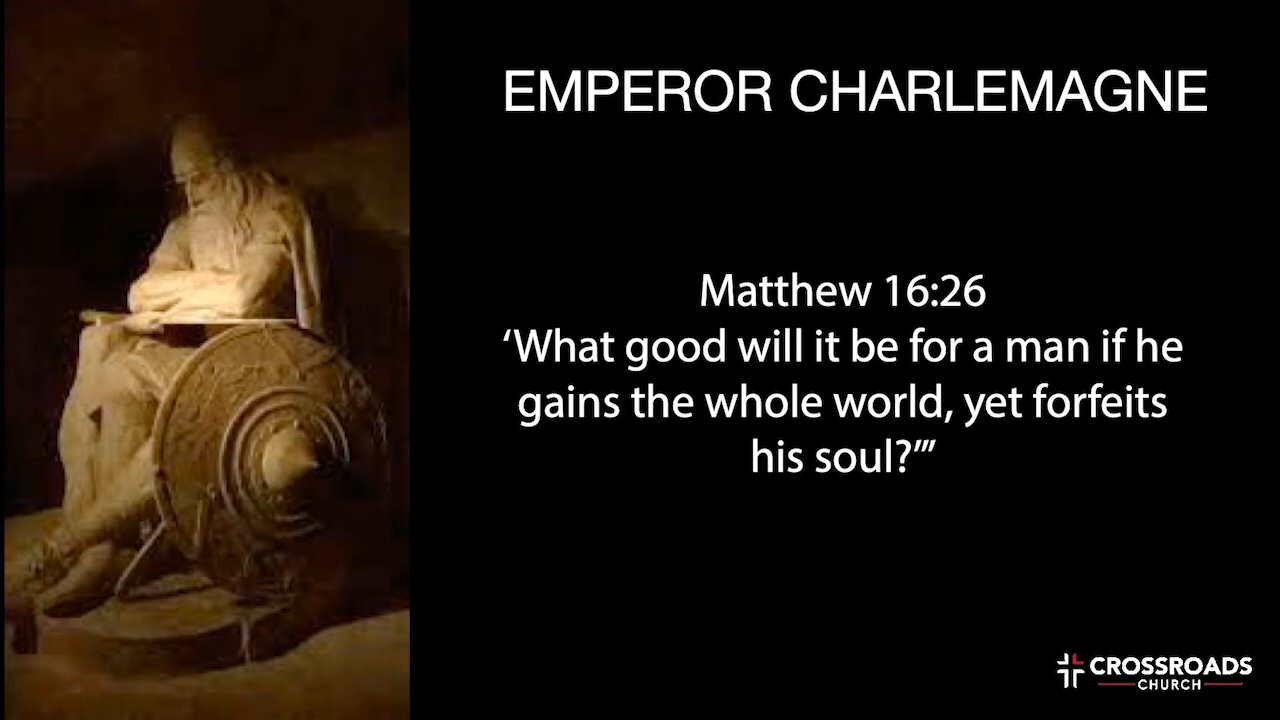 EMPEROR CHARLEMAGNE
Matthew 16:26
‘What good will it be for a man if he
gains the whole world, yet forfeits
his soul?’”
CROSSROADS
CHURCH